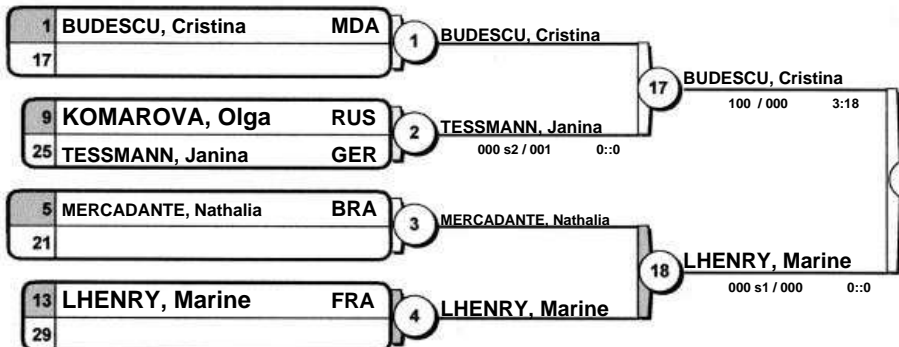 1 BUDESCU, Cristina MDA
17
1
BUDESCU, Cristina
9 KOMAROVA, Olga RUS
25 TESSMANN, Janina GER
2
TESSMANN, Janina
000 s2 / 001 0::0
17
BUDESCU, Cristina
100 / 000 3:18
5 MERCADANTE, Nathalia BRA
21
3
MERCADANTE, Nathalia
13 LHENRY, Marine FRA
29
4
LHENRY, Marine
18
LHENRY, Marine
000 s1 / 000 0::0